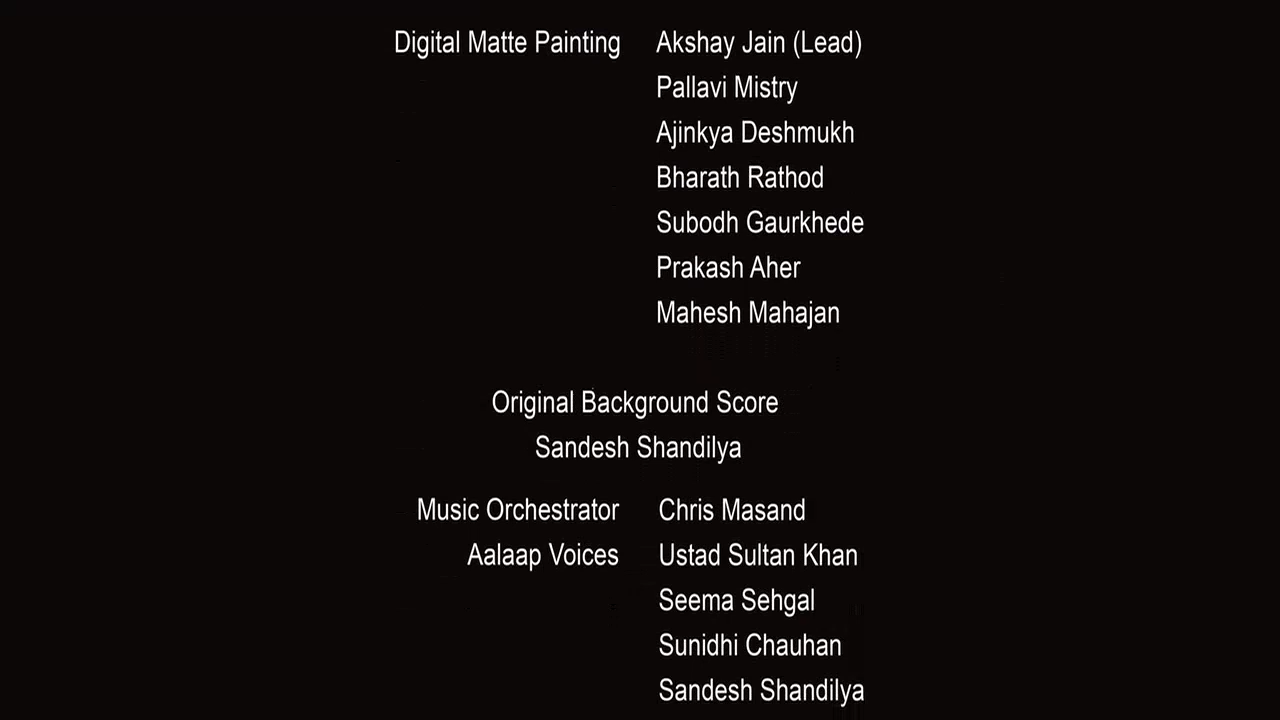 Digital Matte Painting Akshay Jain (Lead)
Pallavi Mistry
Ajinkya Deshmukh
Bharath Rathod
Subodh Gaurkhede
Prakash Aher
Mahesh Mahajan
Original Background Score
Sandesh Shandilya
Music Orchestrator Chris Masand
Aalaap Voices Ustad Sultan Khan
Seema Sehgal
Sunidhi Chauhan
Sandesh Shandilya